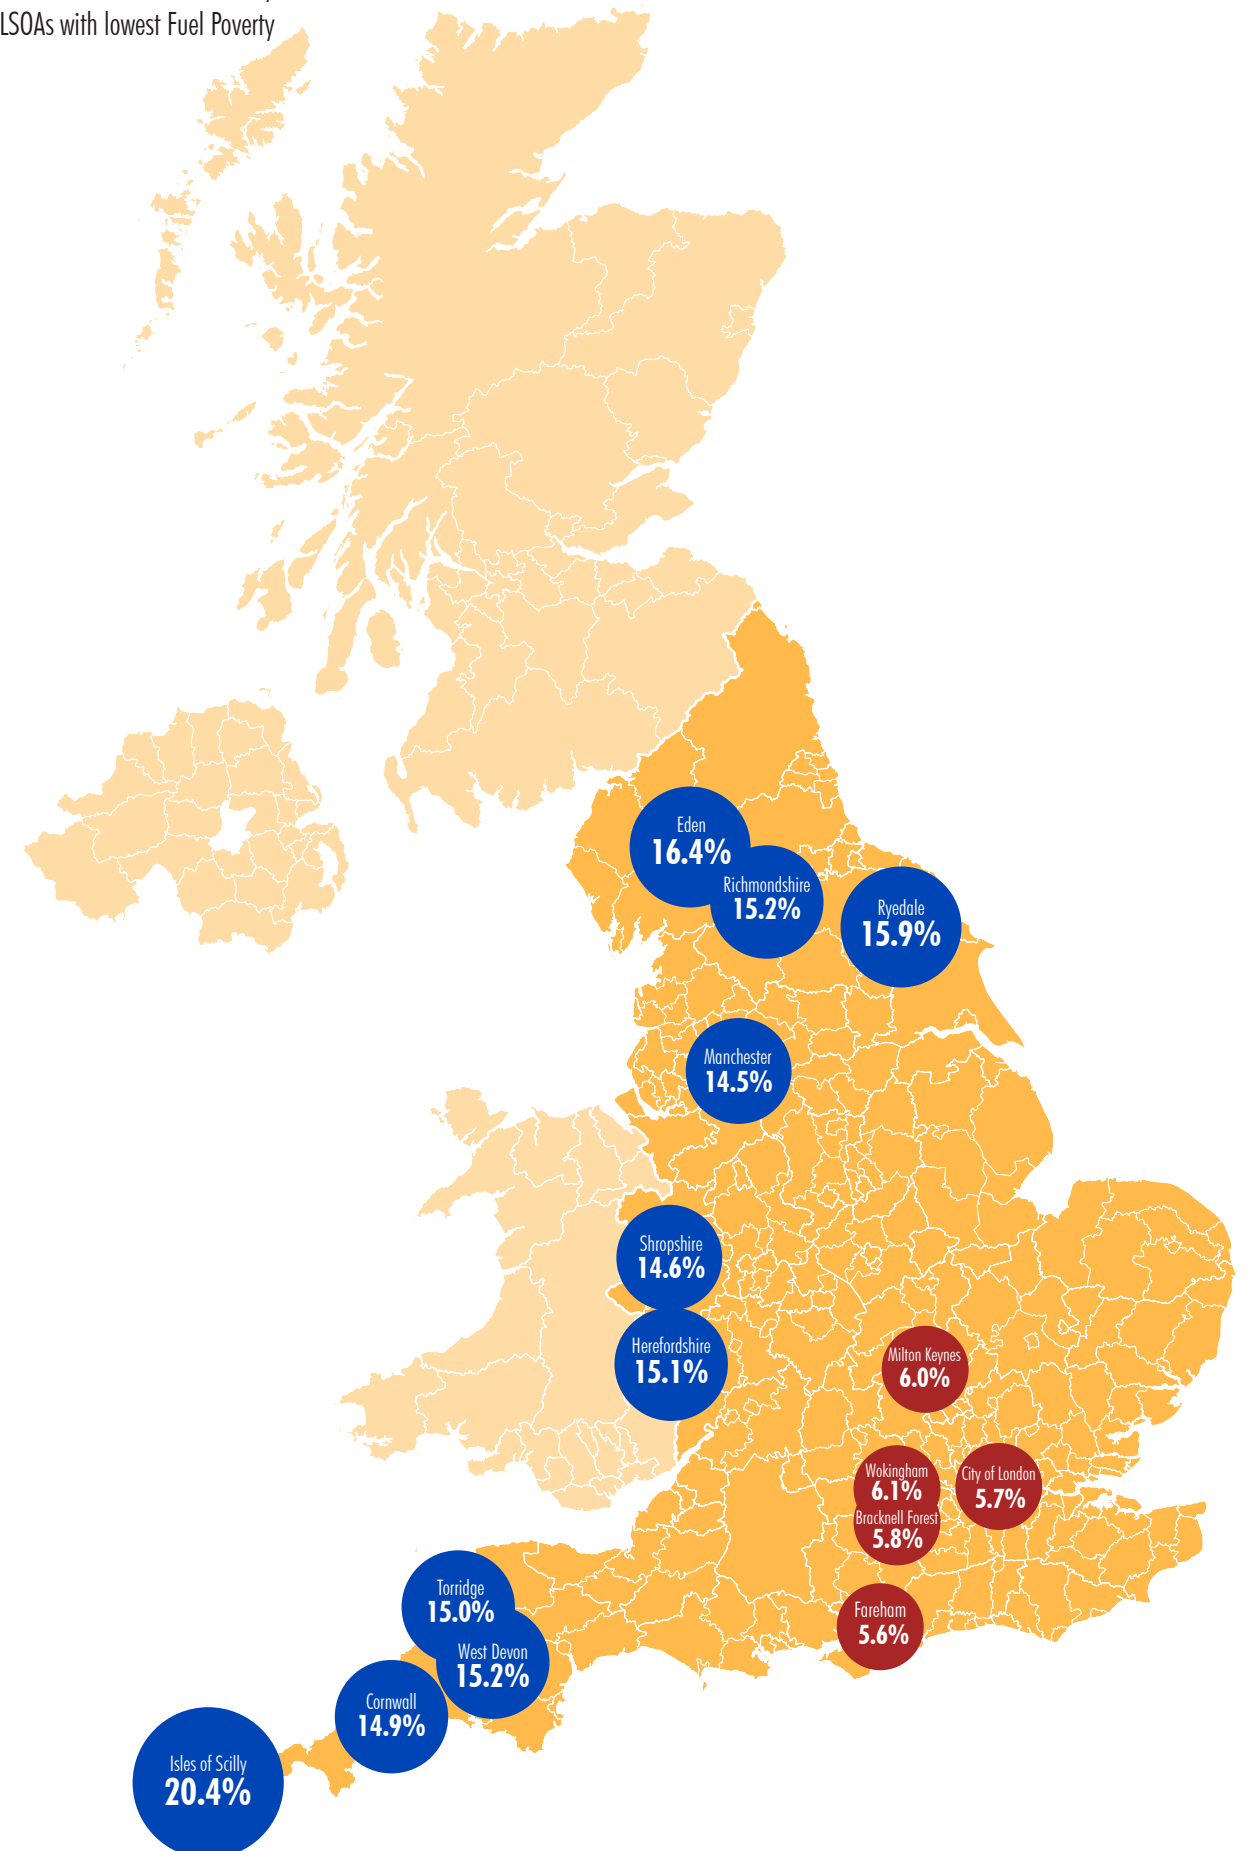 LSOAs with lowest Fuel Poverty
Eden
16.4%
Richmondshire
15.2%
Ryedale
15.9%
Manchester
14.5%
Shropshire
14.6%
Herefordshire
15.1%
Milton Keynes
6.0%
Wokingham
6.1%
City of London
5.7%
Bracknell Forest
5.8%
Torridge
15.0%
Fareham
5.6%
West Devon
15.2%
Cornwall
14.9%
Isles of Scilly
20.4%